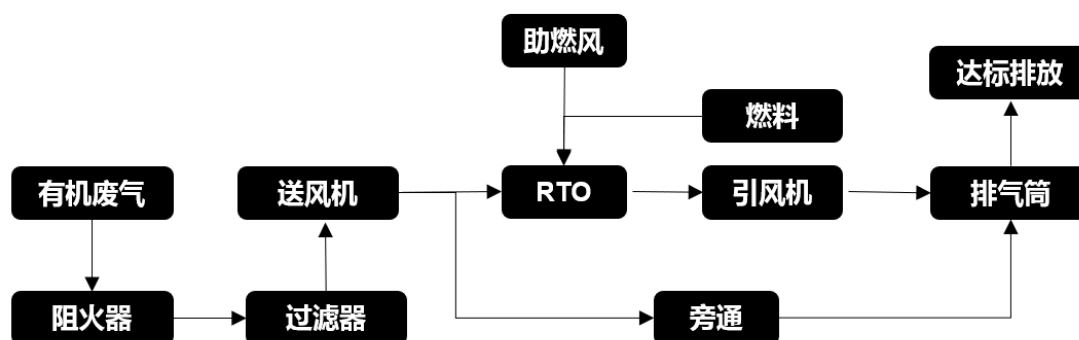 助燃风
达标排放
燃料
有机废气
送风机
RTO
引风机
排气筒
阻火器
过滤器
旁通